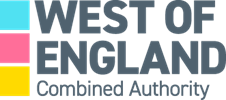 WEST OF
ENGLAND
Combined Authority